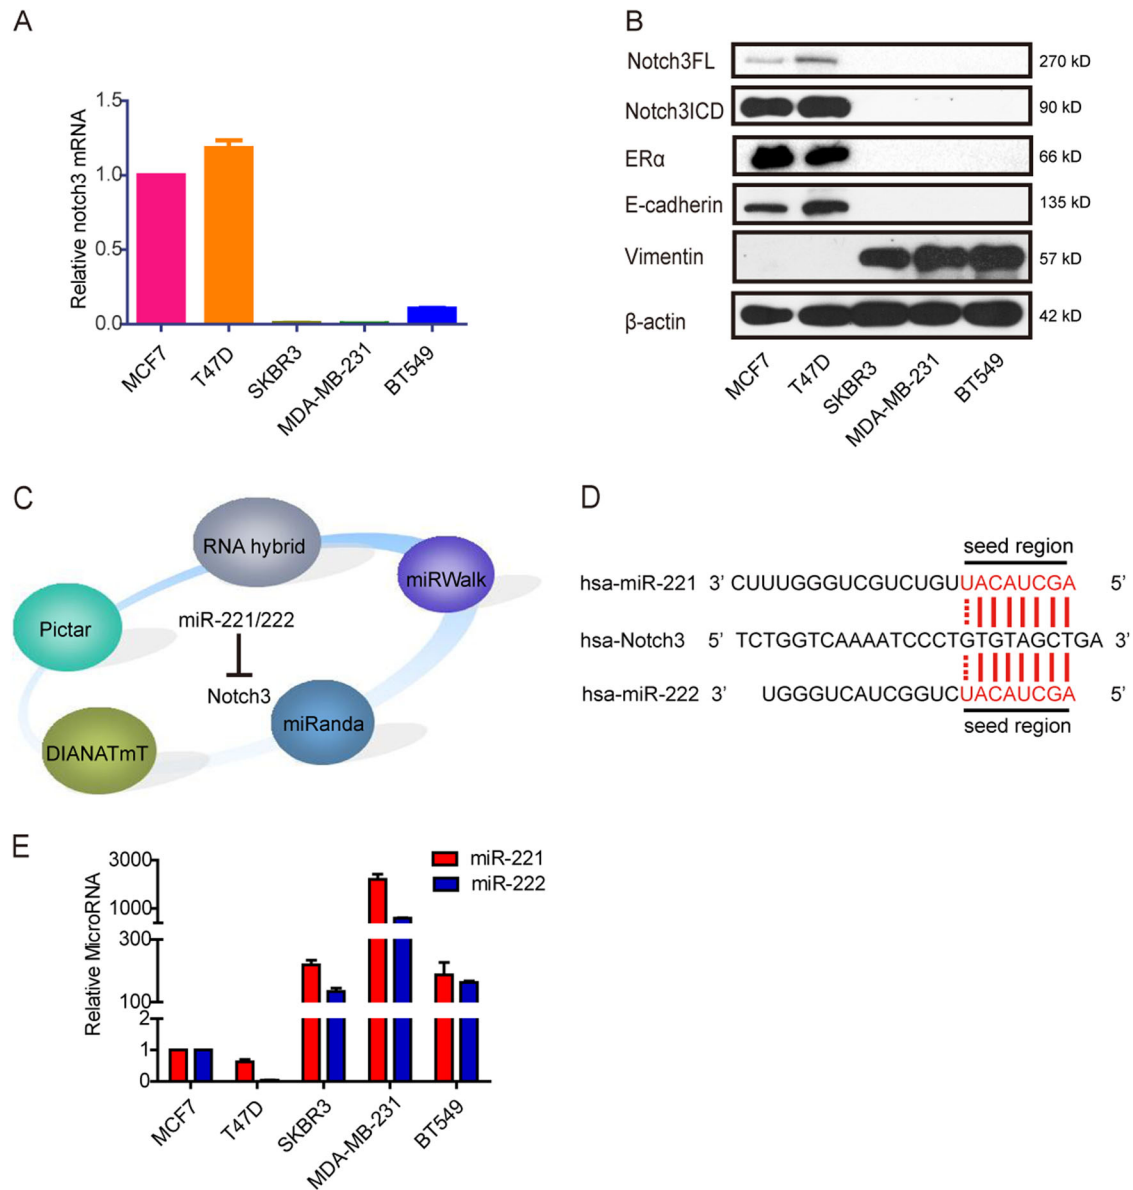 A
Relative notch3 mRNA
1.5
1.0
0.5
0.0
MCF7
T47D
SKBR3
MDA-MB-231
BT549
B
Notch3FL
270 kD
Notch3ICD
90 kD
ERα
66 kD
E-cadherin
135 kD
Vimentin
57 kD
β-actin
42 kD
MCF7
T47D
SKBR3
MDA-MB-231
BT549
C
RNA hybrid
miRWalk
Pictar
miR-221/222
Notch3
miRanda
DIANATmT
D
seed region
hsa-miR-221 3' CUUUGGGUCGUCUGUUACAUCGA 5'
hsa-Notch3 5' TCTGGTCAAAATCCCTGTGTAGCTGA 3'
hsa-miR-222 3' UGGGUCAUCGGUCUACAUCGA 5'
seed region
E
Relative MicroRNA
3000
1000
300
100
2
1
0
miR-221
miR-222
MCF7
T47D
SKBR3
MDA-MB-231
BT549